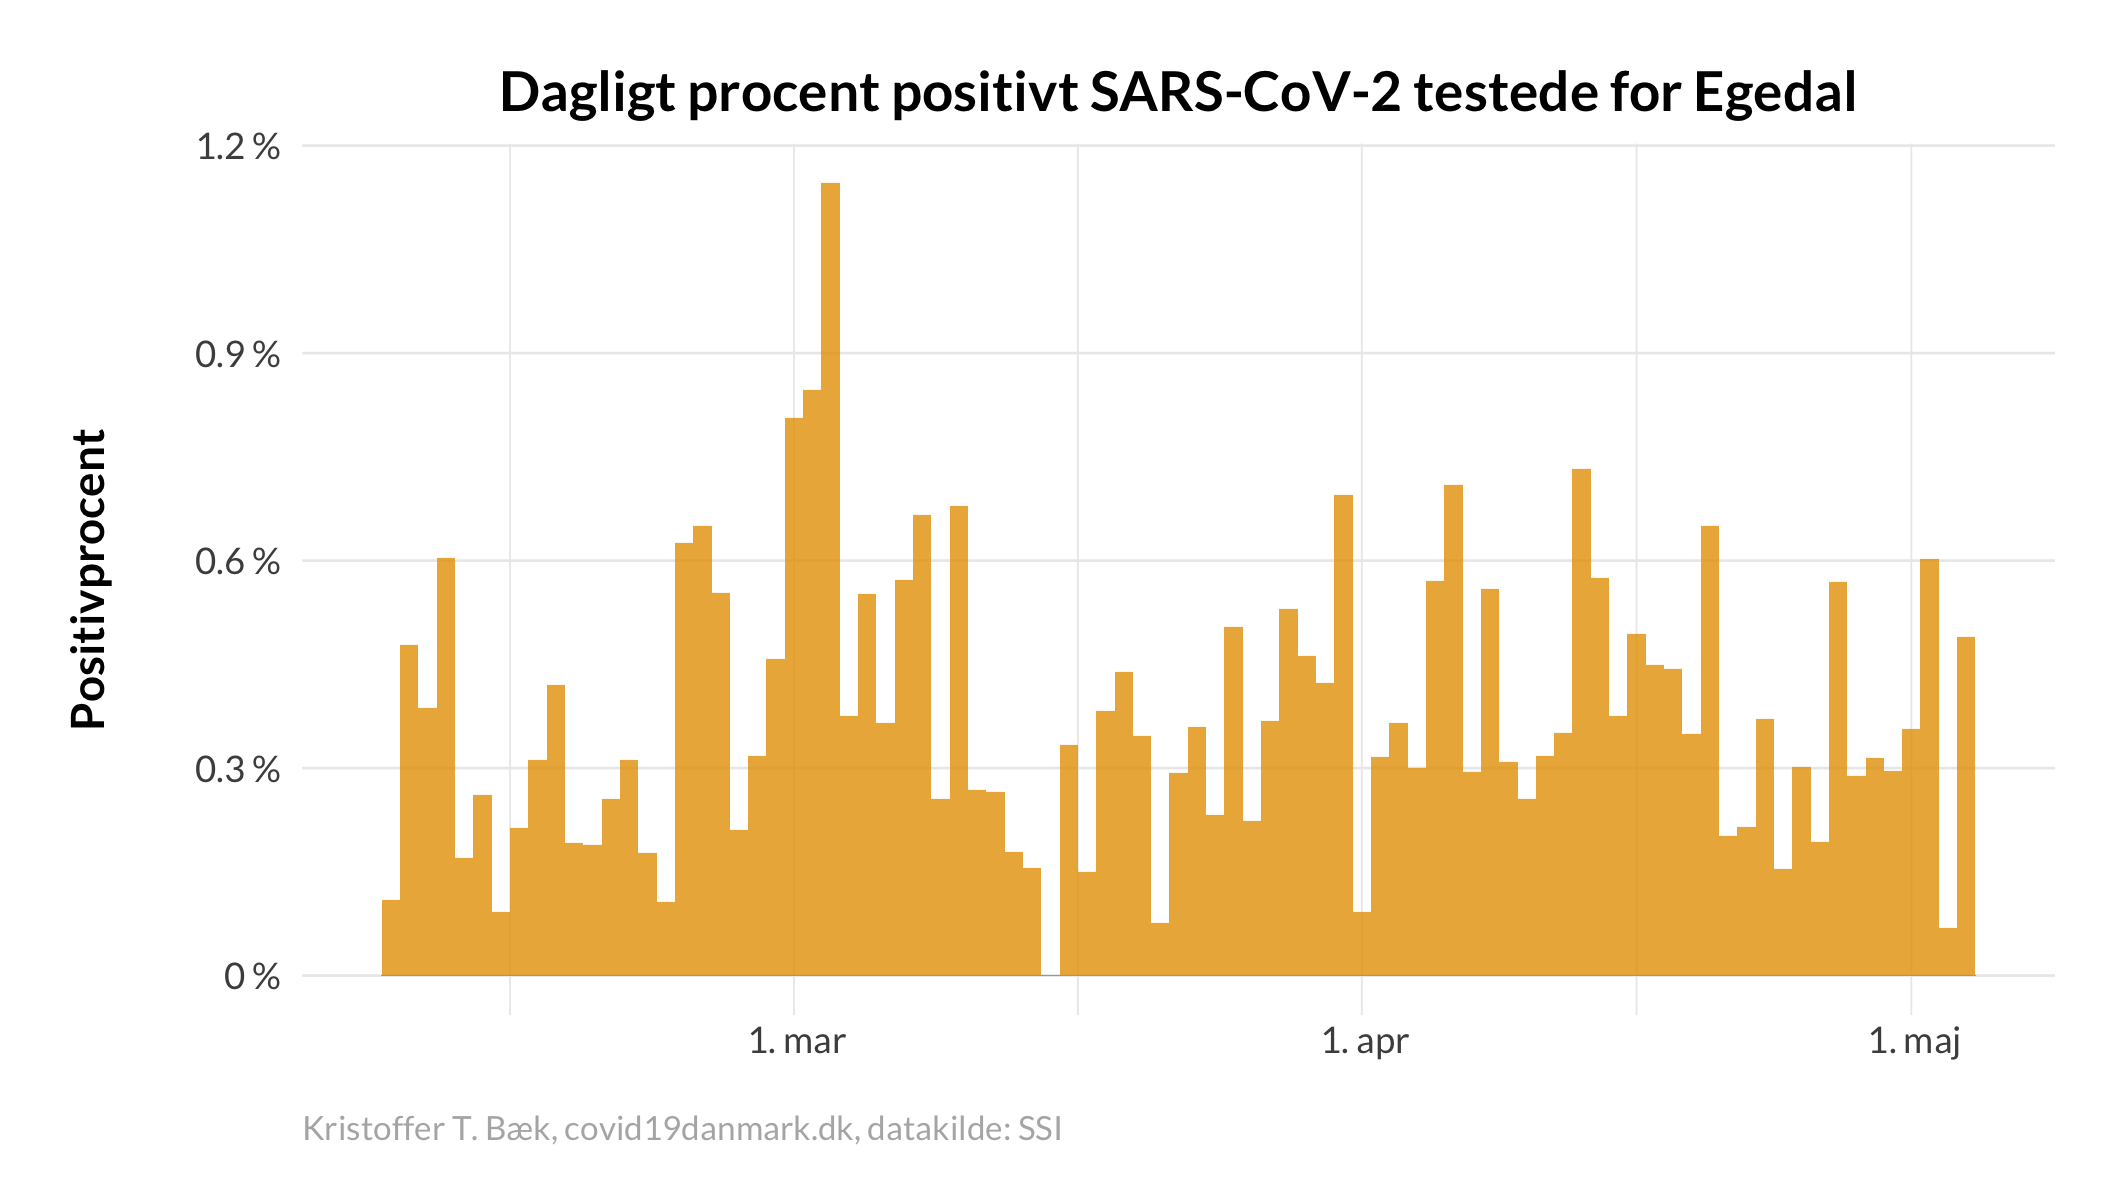 Dagligt procent positivt SARS-CoV-2 testede for Egedal
1.2 %
0.9 %
0.6 %
0.3 %
0 %
Positivprocent
1. mar
1. apr
1. maj
Kristoffer T. Bæk, covid19danmark.dk, datakilde: SSI